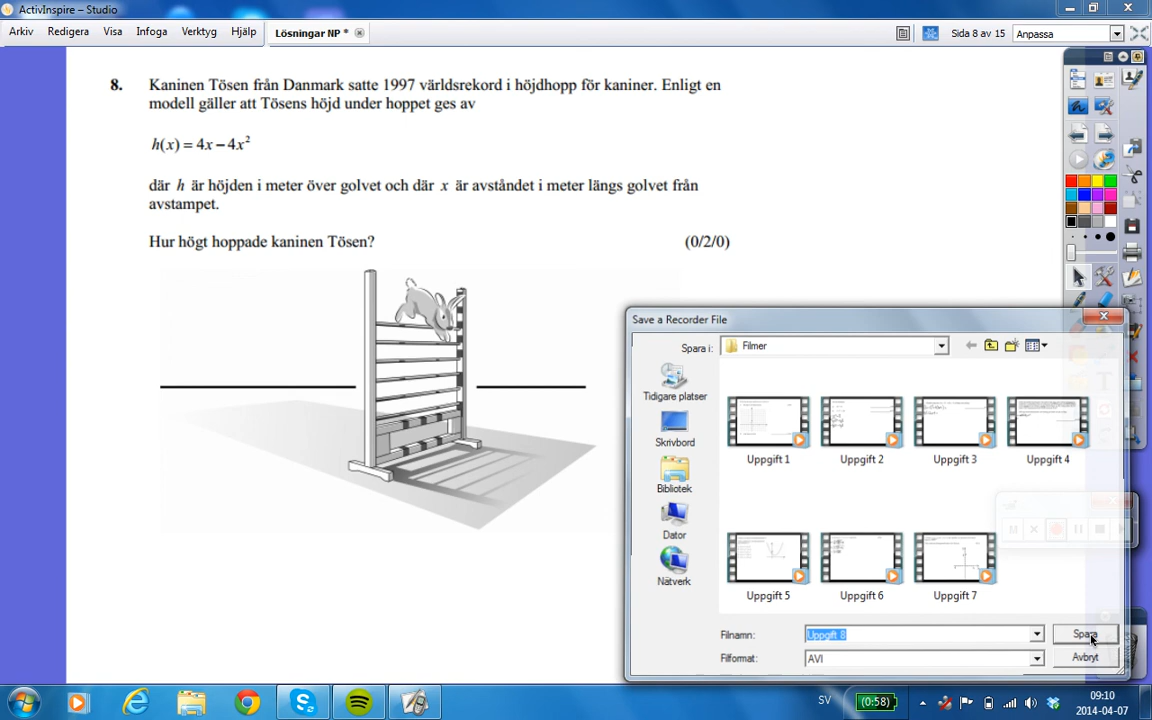 ActivInspire – Studio
Arkiv Redigera Visa Infoga Verktyg Hjälp Lösningar NP * Sida 8 av 15 Anpassa
8. Kaninen Tösen från Danmark satte 1997 världsrekord i höjdhopp för kaniner. Enligt en
modell gäller att Tösens höjd under hoppet ges av
h(x) = 4x − 4x²
där h är höjden i meter över golvet och där x är avståndet i meter längs golvet från
avstampet.
Hur högt hoppade kaninen Tösen? (0/2/0)
Save a Recorder File
Spara i: Filmer
Tidigare platser
Skrivbord
Bibliotek
Dator
Nätverk
Uppgift 1 Uppgift 2 Uppgift 3 Uppgift 4
Uppgift 5 Uppgift 6 Uppgift 7
Filnamn: Uppgift 8 Spara
Filformat: AVI Avbryt
SV (0:58) 09:10
2014-04-07